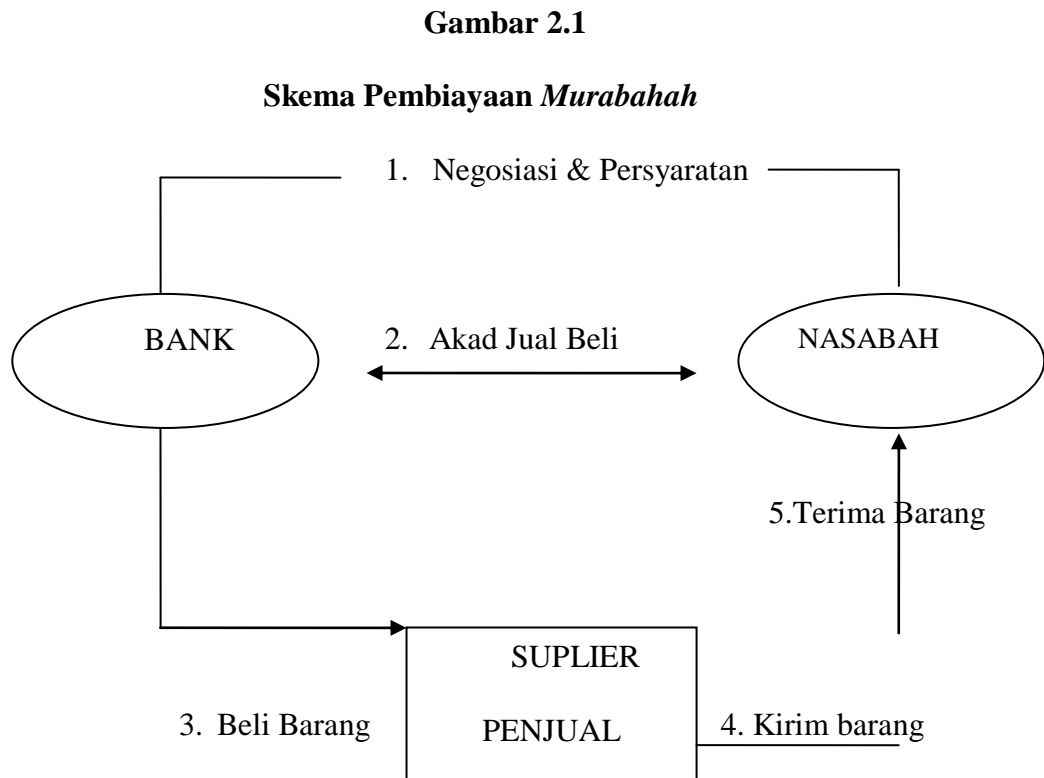 Gambar 2.1
Skema Pembiayaan Murabahah
1. Negosiasi & Persyaratan
BANK
2. Akad Jual Beli
NASABAH
5.Terima Barang
SUPLIER
3. Beli Barang
PENJUAL
4. Kirim barang